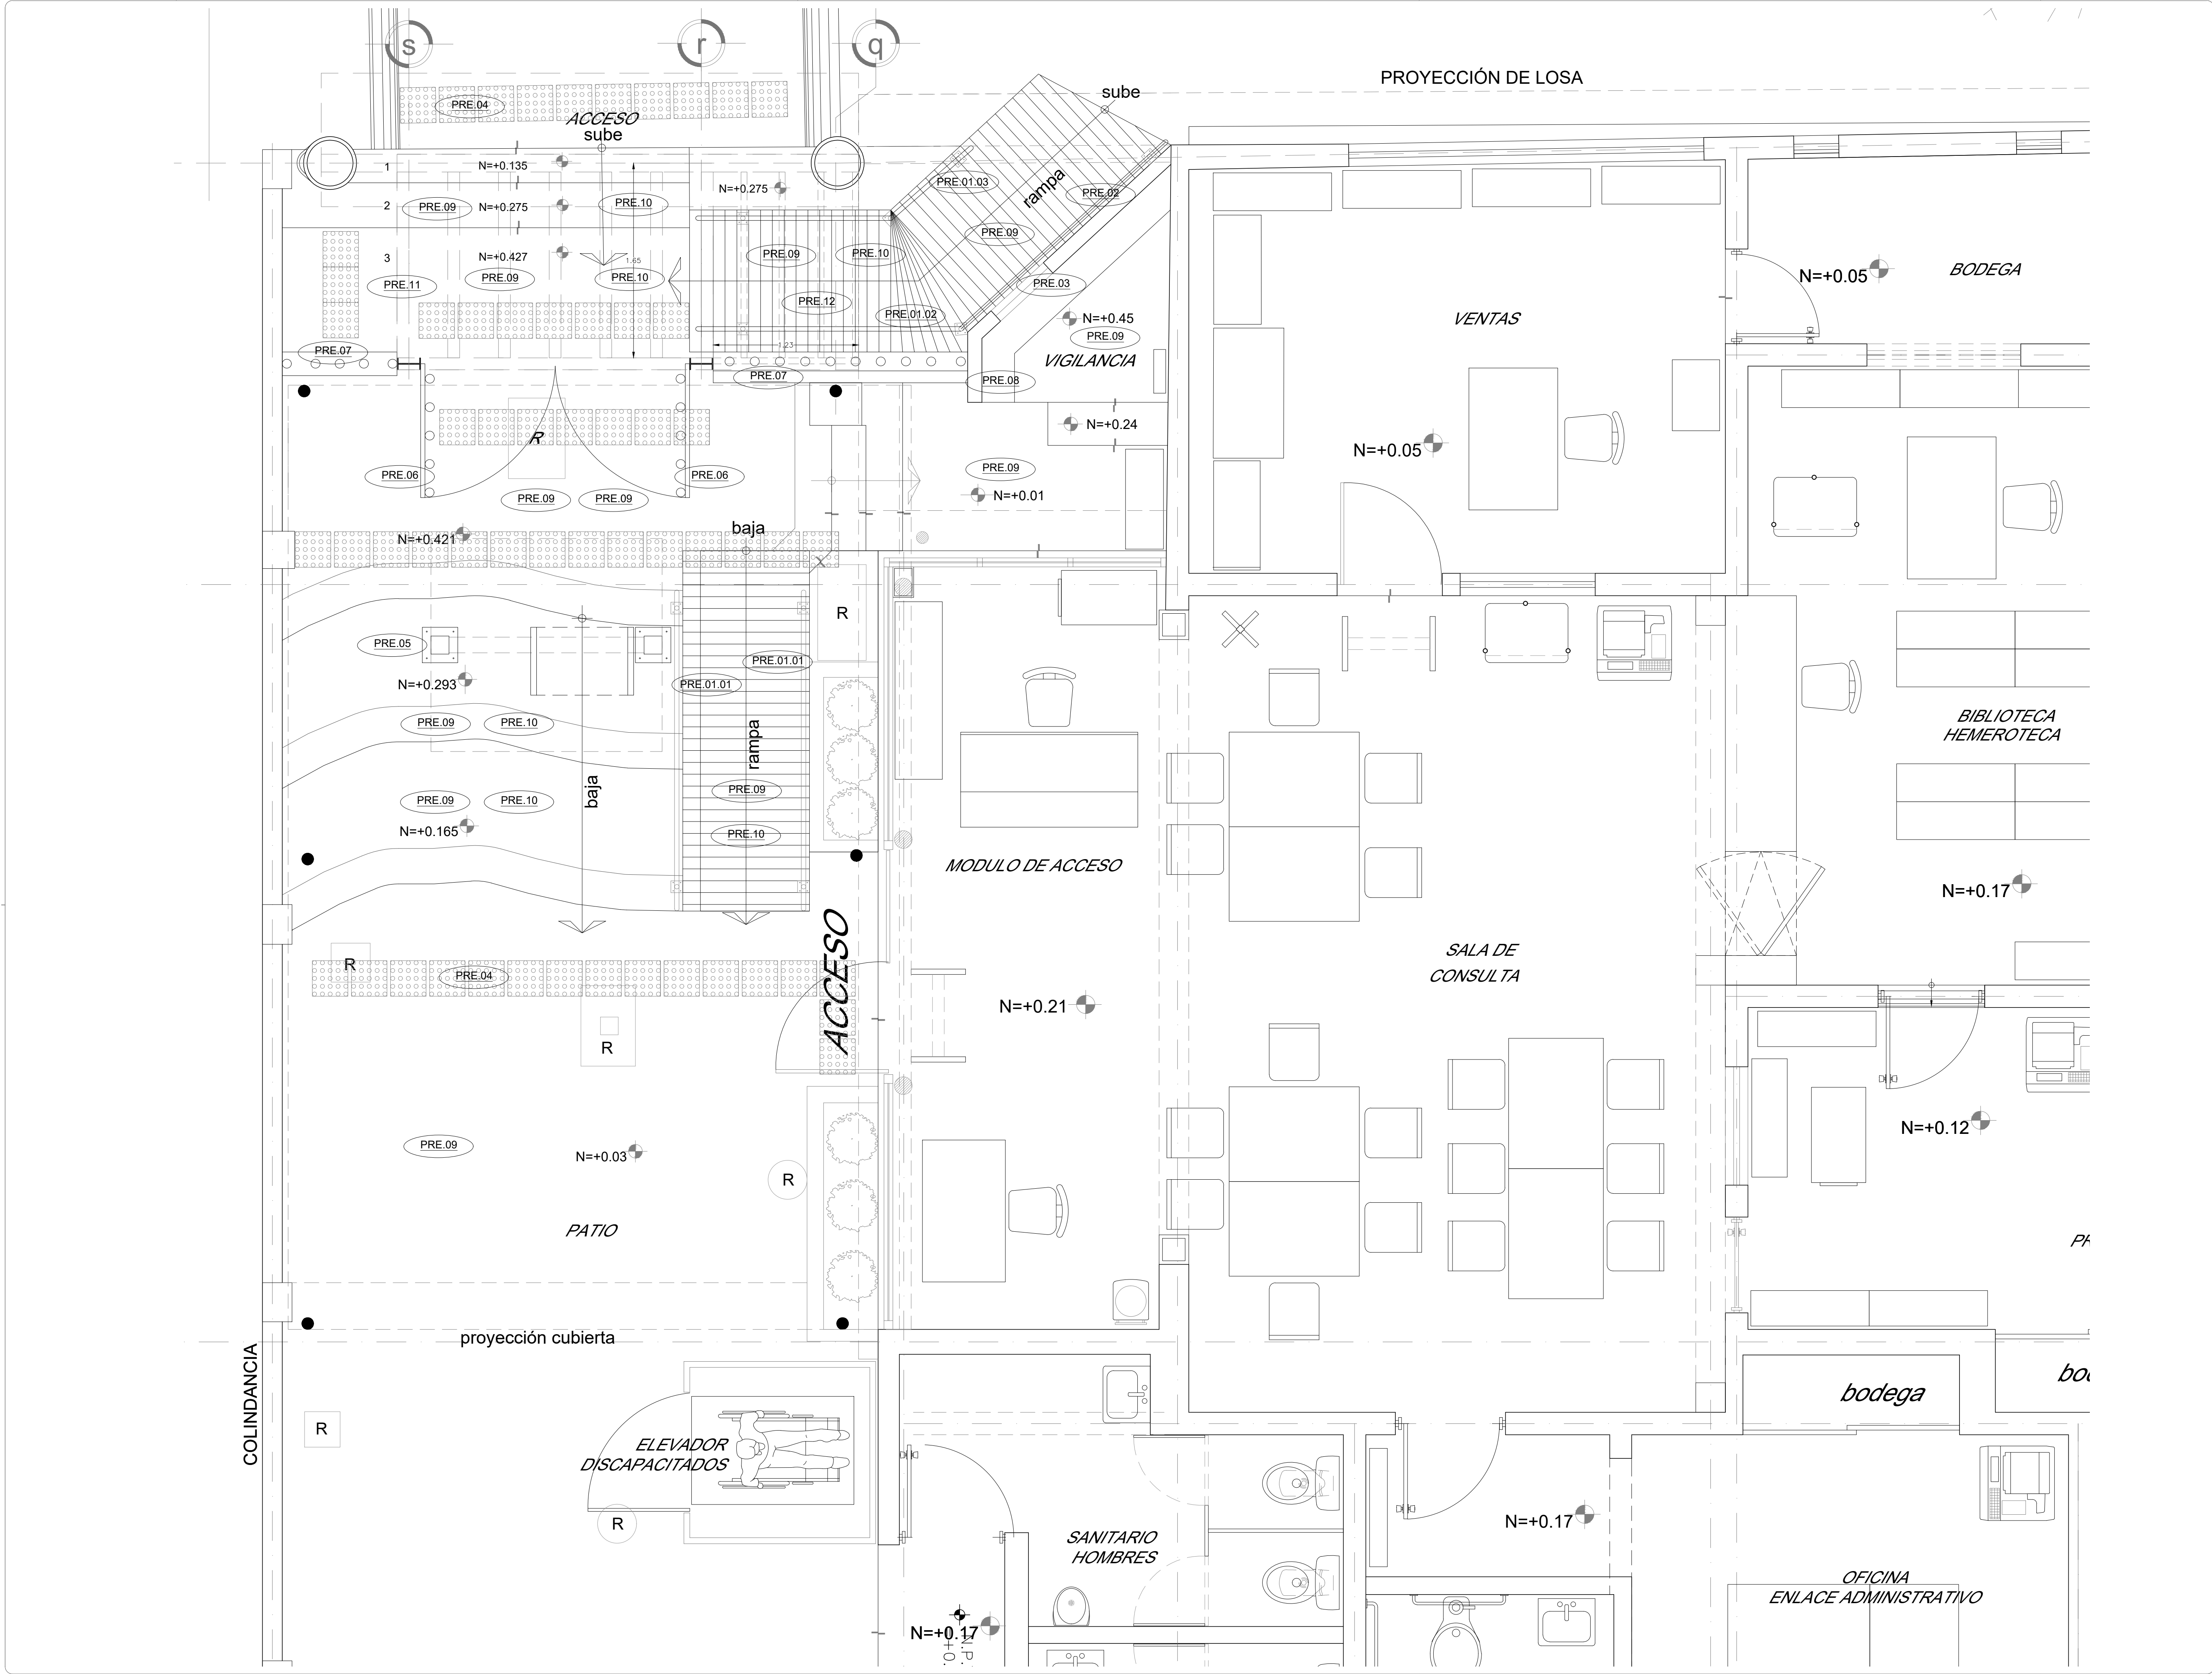 s
r
q
PROYECCIÓN DE LOSA
sube
PRE.04
ACCESO
sube
1
N=+0.135
PRE.01.03
rampa
PRE.02
N=+0.275
2
PRE.09
N=+0.275
PRE.10
3
N=+0.427
PRE.11
PRE.09
PRE.10
1.65
PRE.09
PRE.10
PRE.09
PRE.12
PRE.01.02
PRE.03
N=+0.45
PRE.09
VIGILANCIA
PRE.07
1.23
PRE.07
PRE.08
VENTAS
N=+0.05
BODEGA
N=+0.24
N=+0.05
R
PRE.06
PRE.06
PRE.09
PRE.09
PRE.09
N=+0.01
baja
N=+0.421
X
R
PRE.05
PRE.01.01
N=+0.293
PRE.01.01
PRE.09
PRE.10
rampa
BIBLIOTECA
HEMEROTECA
baja
PRE.09
PRE.10
PRE.09
N=+0.165
PRE.10
MODULO DE ACCESO
N=+0.17
ACCESO
SALA DE
CONSULTA
R
PRE.04
N=+0.21
R
N=+0.12
PRE.09
N=+0.03
R
PATIO
PR
proyección cubierta
COLINDANCIA
bodega
R
ELEVADOR
DISCAPACITADOS
R
SANITARIO
HOMBRES
N=+0.17
OFICINA
ENLACE ADMINISTRATIVO
N=+0.17
N.P.
+0.